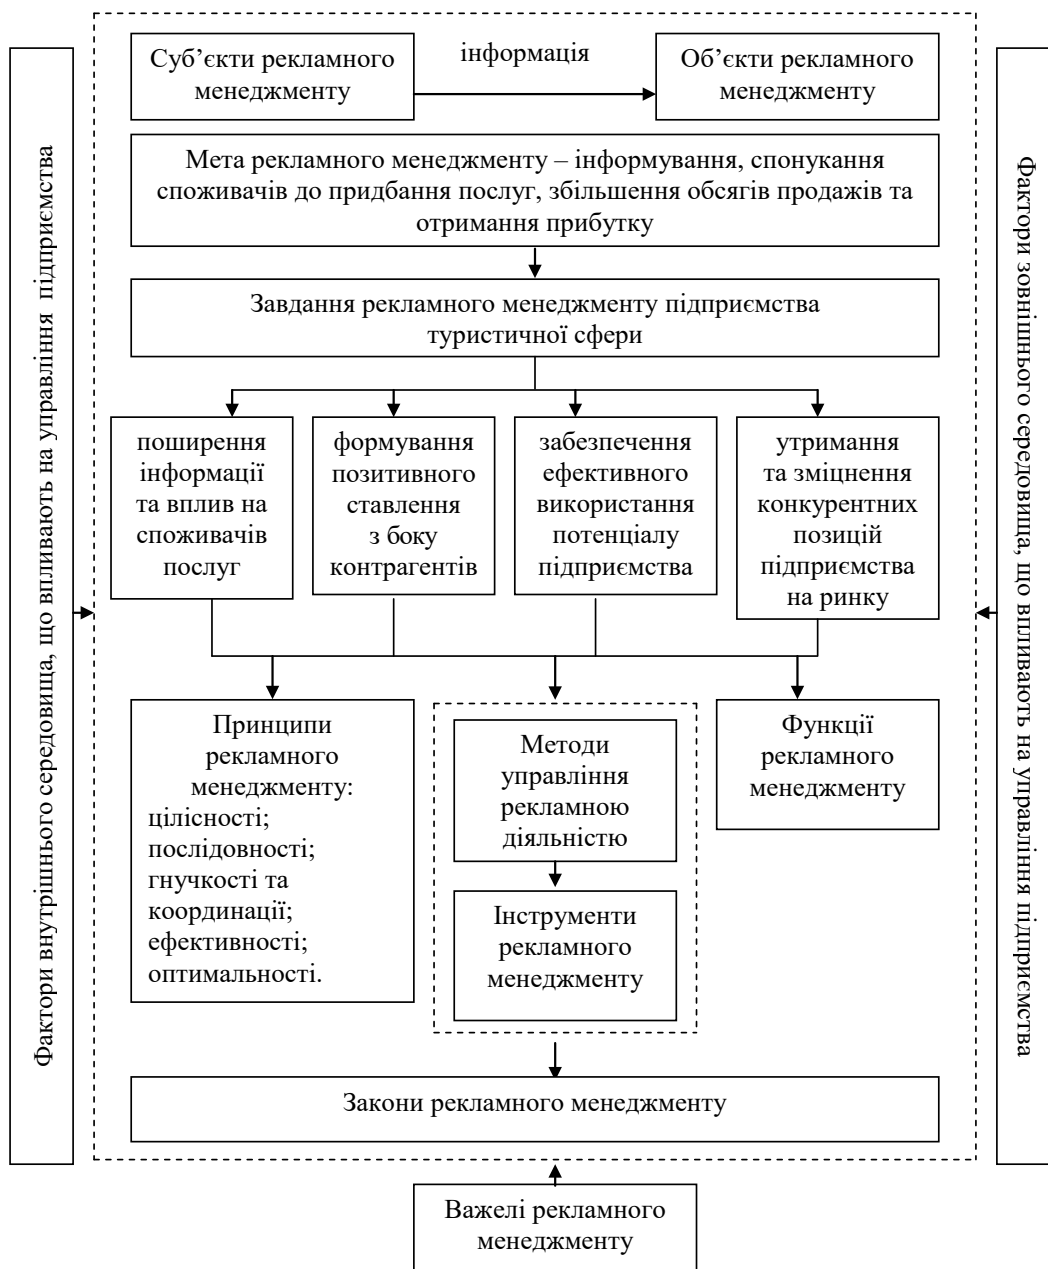 Фактори внутрішнього середовища, що впливають на управління підприємства
Суб’єкти рекламного
менеджменту
інформація
Об’єкти рекламного
менеджменту
Мета рекламного менеджменту – інформування, спонукання
споживачів до придбання послуг, збільшення обсягів продажів та
отримання прибутку
Завдання рекламного менеджменту підприємства
туристичної сфери
поширення
інформації
та вплив на
споживачів
послуг
формування
позитивного
ставлення
з боку
контрагентів
забезпечення
ефективного
використання
потенціалу
підприємства
утримання
та зміцнення
конкурентних
позицій
підприємства
на ринку
Принципи
рекламного
менеджменту:
цілісності;
послідовності;
гнучкості та
координації;
ефективності;
оптимальності.
Методи
управління
рекламною
діяльністю
Інструменти
рекламного
менеджменту
Функції
рекламного
менеджменту
Закони рекламного менеджменту
Важелі рекламного
менеджменту
Фактори зовнішнього середовища, що впливають на управління підприємства